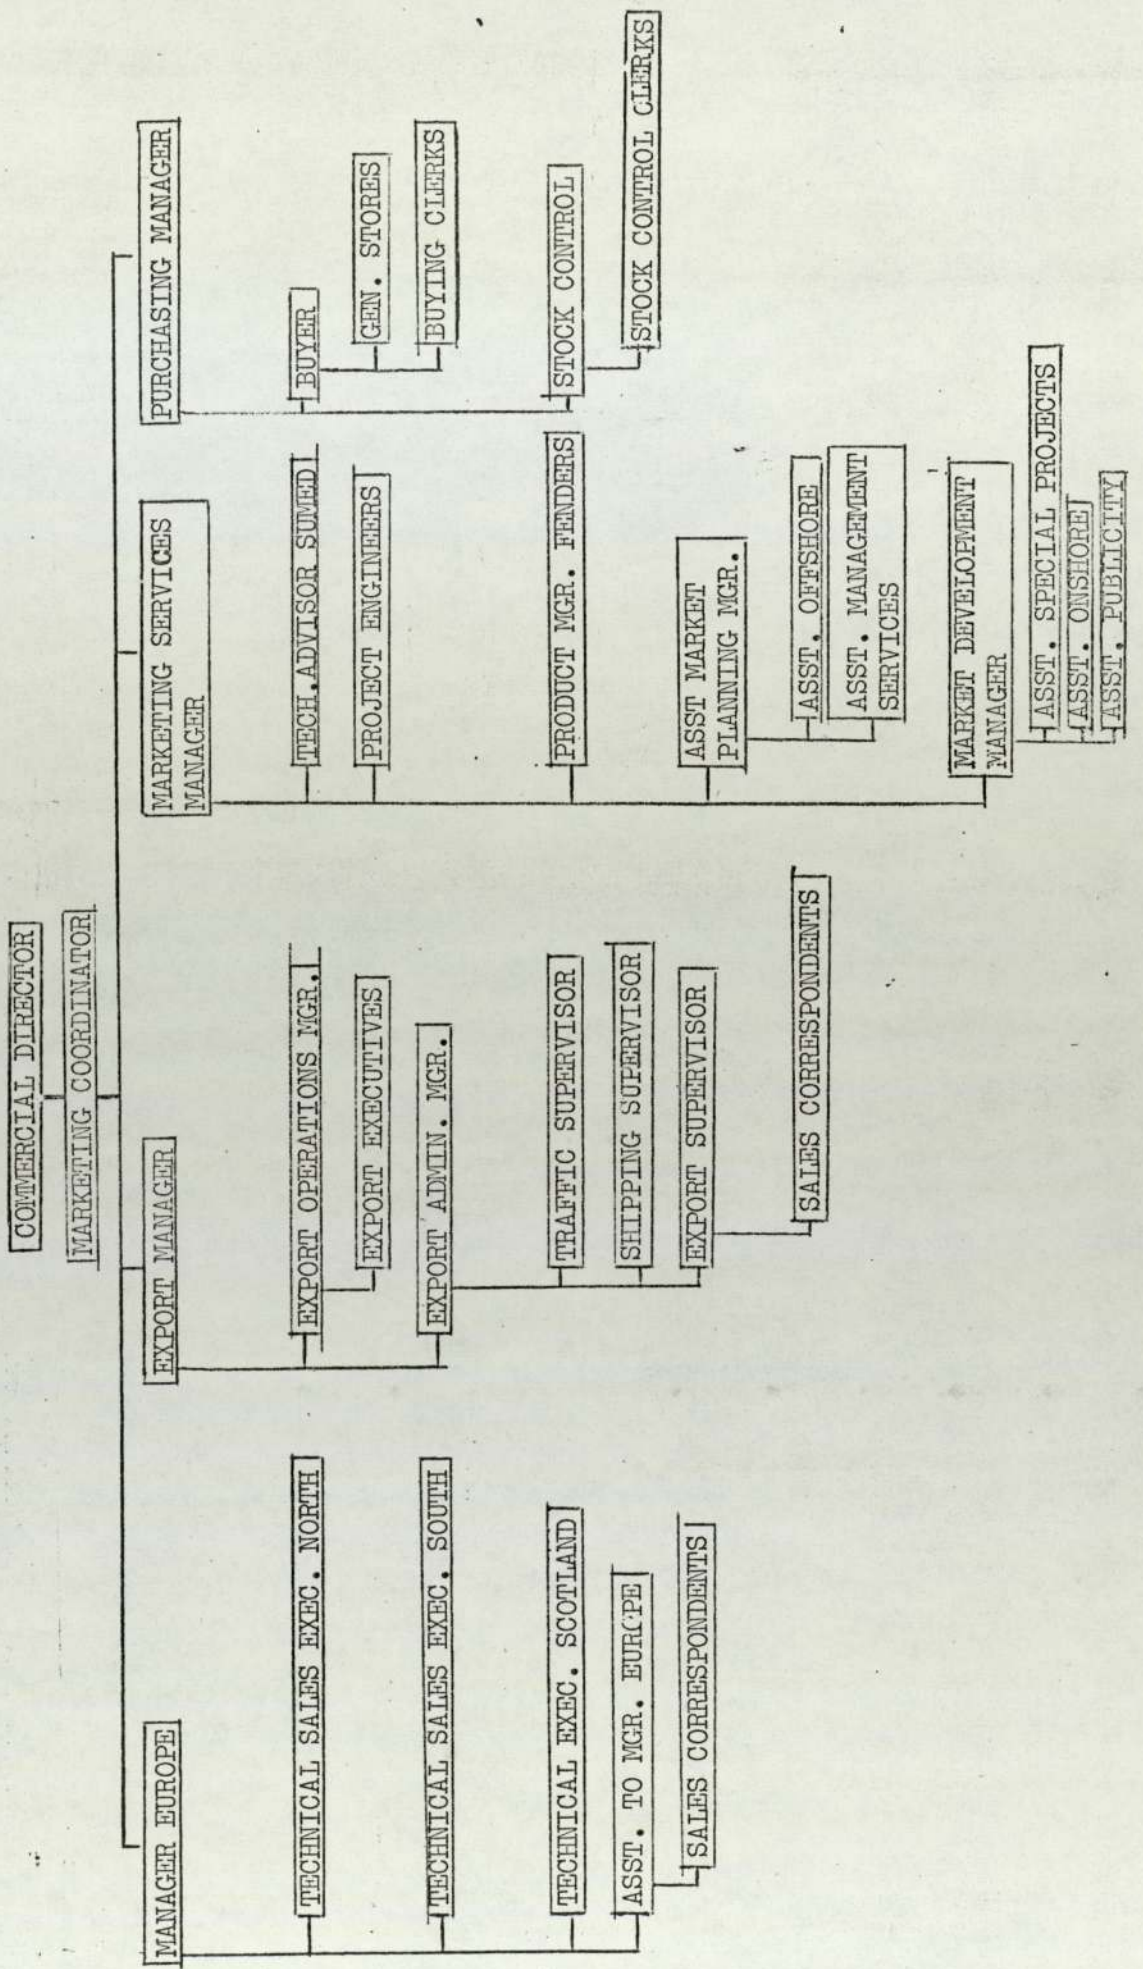 COMMERCIAL DIRECTOR
MARKETING COORDINATOR
MANAGER EUROPE
TECHNICAL SALES EXEC. NORTH
TECHNICAL SALES EXEC. SOUTH
TECHNICAL EXEC. SCOTLAND
ASST. TO MGR. EUROPE
SALES CORRESPONDENTS
EXPORT MANAGER
EXPORT OPERATIONS MGR.
EXPORT EXECUTIVES
EXPORT ADMIN. MGR.
TRAFFIC SUPERVISOR
SHIPPING SUPERVISOR
EXPORT SUPERVISOR
SALES CORRESPONDENTS
MARKETING SERVICES
MANAGER
TECH.ADVISOR SUMED
PROJECT ENGINEERS
PRODUCT MGR. FENDERS
ASST MARKET
PLANNING MGR.
ASST. OFFSHORE
ASST. MANAGEMENT
SERVICES
MARKET DEVELOPMENT
MANAGER
ASST. SPECIAL PROJECTS
ASST. ONSHORE
ASST. PUBLICITY
PURCHASING MANAGER
BUYER
GEN. STORES
BUYING CLERKS
STOCK CONTROL
STOCK CONTROL CLERKS